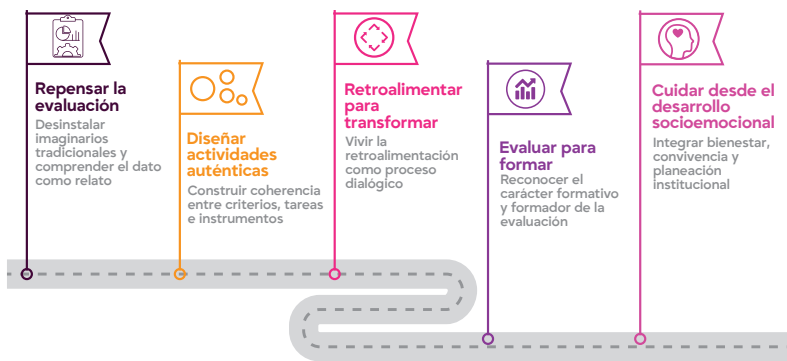 Repensar la
evaluación
Desinstalar
imaginarios
tradicionales y
comprender el dato
como relato
Diseñar
actividades
auténticas
Construir coherencia
entre criterios, tareas
e instrumentos
Retroalimentar
para
transformar
Vivir la
retroalimentación
como proceso
dialógico
Evaluar para
formar
Reconocer el
carácter formativo
y formador de la
evaluación
Cuidar desde el
desarrollo
socioemocional
Integrar bienestar,
convivencia y
planeación
institucional